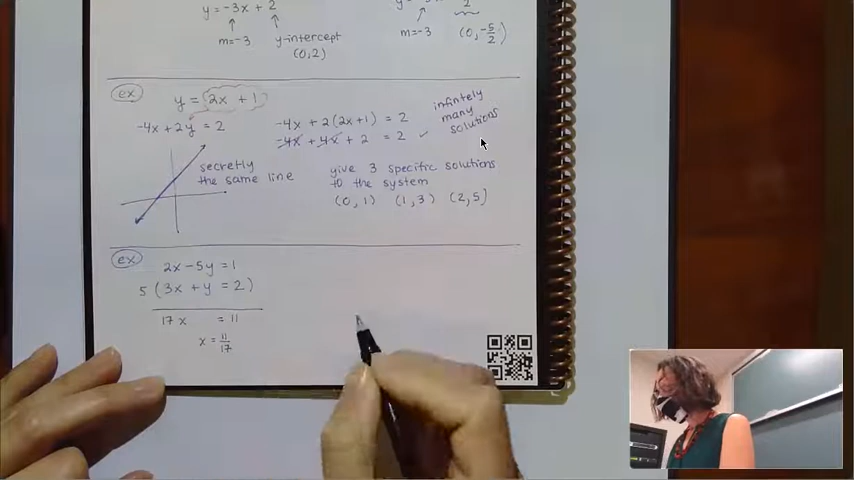 y = -3x + 2
m=-3 y-intercept
(0,2)
2
m=-3 (0,-5/2)
ex
y = 2x + 1
-4x + 2y = 2
-4x + 2(2x+1) = 2
-4x + 4x + 2 = 2 ✓
infintely
many
solutions
secretly
the same line
give 3 specific solutions
to the system
(0,1) (1,3) (2,5)
ex
2x-5y=1
5 (3x + y = 2)
17x = 11
x = 11/17